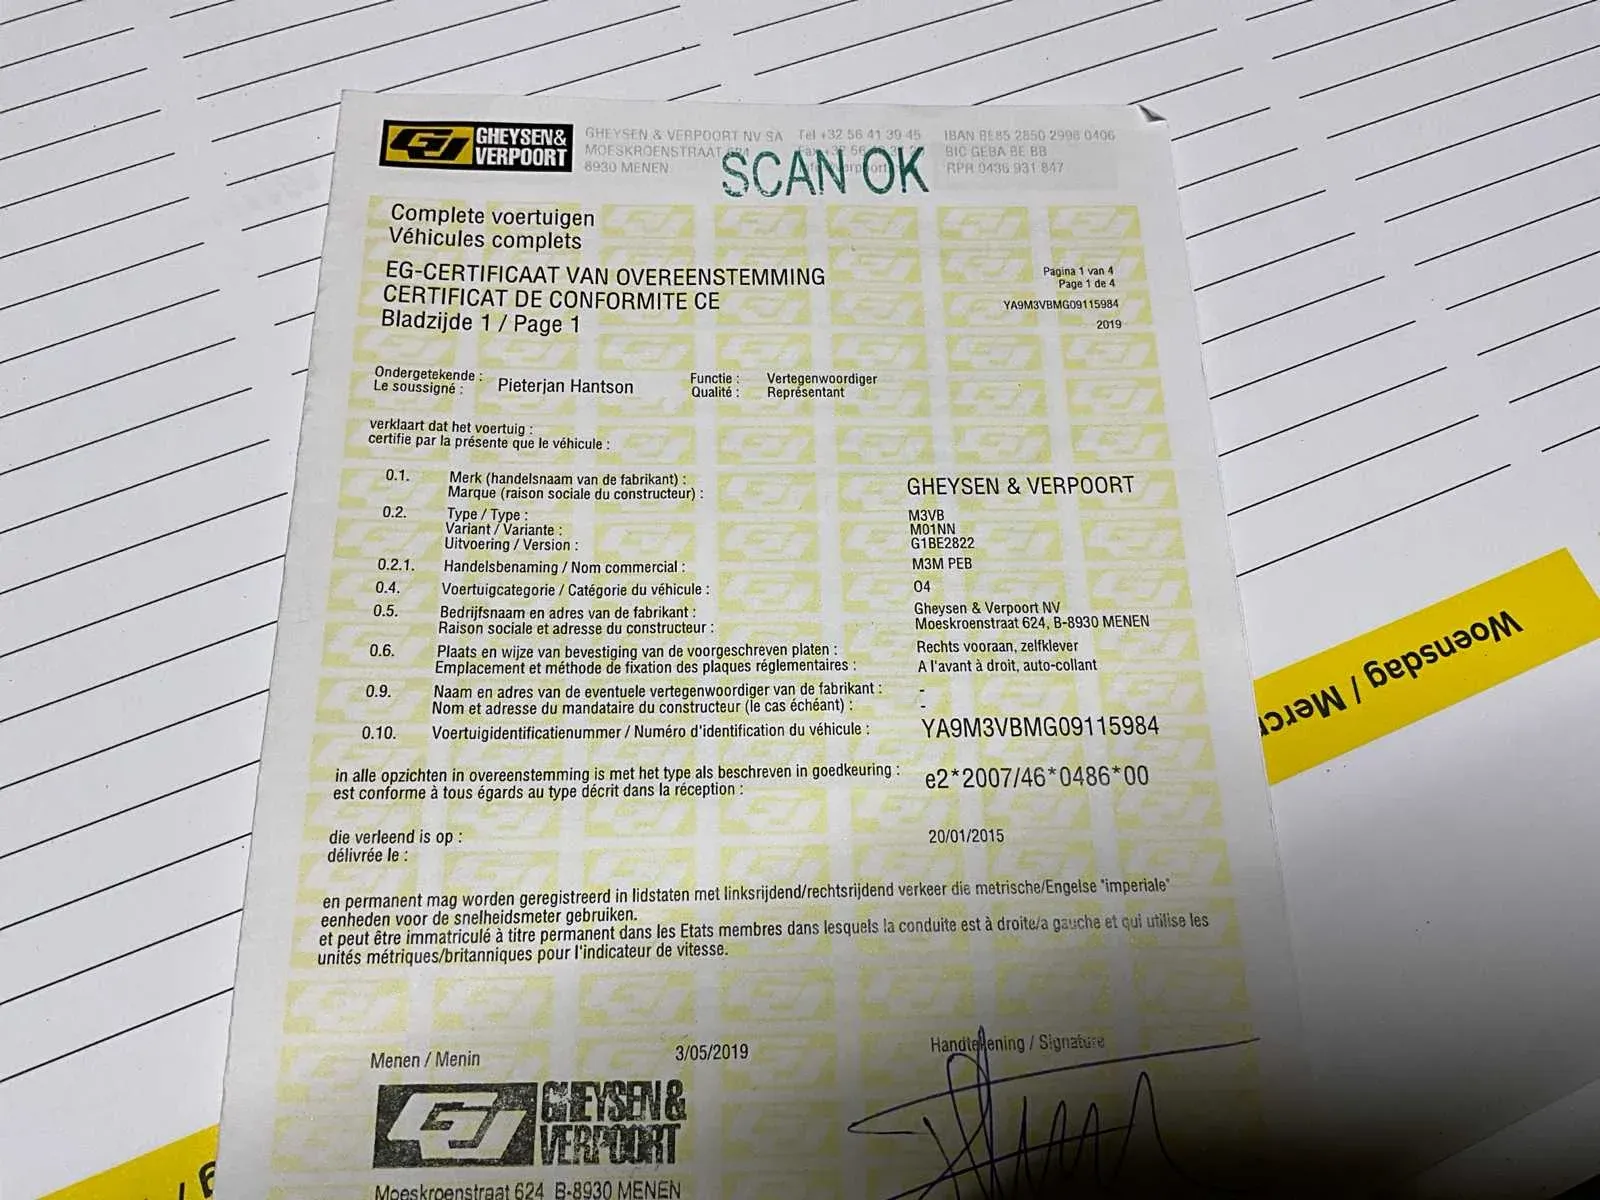 GHEYSEN&
VERPOORT
GHEYSEN & VERPOORT NV SA
MOESKROENSTRAAT 624
8930 MENEN
Tel +32 56 41 39 45
IBAN BE85 2850 2996 0406
BIC GEBA BE BB
RPR 0436 931 847
SCAN OK
Complete voertuigen
Véhicules complets
EG-CERTIFICAAT VAN OVEREENSTEMMING
CERTIFICAT DE CONFORMITE CE
Bladzijde 1 / Page 1
Pagina 1 van 4
Page 1 de 4
YA9M3VBMG09115984
2019
Ondergetekende :
Le soussigné :
Pieterjan Hantson
Functie : Vertegenwoordiger
Qualité : Représentant
verklaart dat het voertuig :
certifie par la présente que le véhicule :
0.1. Merk (handelsnaam van de fabrikant) :
Marque (raison sociale du constructeur) :
GHEYSEN & VERPOORT
0.2. Type / Type : M3VB
Variant / Variante : M01NN
Uitvoering / Version : G1BE2822
0.2.1. Handelsbenaming / Nom commercial : M3M PEB
0.4. Voertuigcategorie / Catégorie du véhicule : O4
0.5. Bedrijfsnaam en adres van de fabrikant : Gheysen & Verpoort NV
Raison sociale et adresse du constructeur : Moeskroenstraat 624, B-8930 MENEN
0.6. Plaats en wijze van bevestiging van de voorgeschreven platen : Rechts vooraan, zelfklever
Emplacement et méthode de fixation des plaques réglementaires : A l'avant à droit, auto-collant
0.9. Naam en adres van de eventuele vertegenwoordiger van de fabrikant : -
Nom et adresse du mandataire du constructeur (le cas échéant) : -
0.10. Voertuigidentificatienummer / Numéro d'identification du véhicule : YA9M3VBMG09115984
in alle opzichten in overeenstemming is met het type als beschreven in goedkeuring :
est conforme à tous égards au type décrit dans la réception :
e2*2007/46*0486*00
die verleend is op :
délivrée le :
20/01/2015
en permanent mag worden geregistreerd in lidstaten met linksrijdend/rechtsrijdend verkeer die metrische/Engelse "imperiale"
eenheden voor de snelheidsmeter gebruiken.
et peut être immatriculé à titre permanent dans les Etats membres dans lesquels la conduite est à droite/a gauche et qui utilise les
unités métriques/britanniques pour l'indicateur de vitesse.
Menen / Menin
3/05/2019
Handtekening / Signature
GHEYSEN &
VERPOORT
Moeskroenstraat 624 B-8930 MENEN
Woensdag / Merc